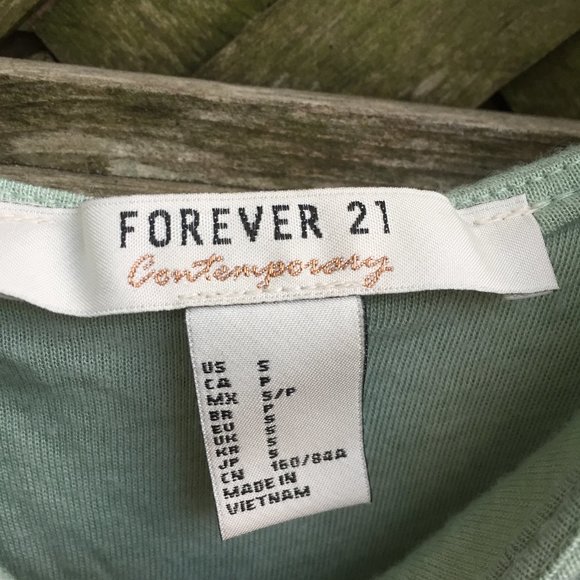 FOREVER 21
Contemporary
US S
CA P
MX S/P
BR P
EU S
UK S
KR S
JP S
CN 160/84A
MADE IN
VIETNAM